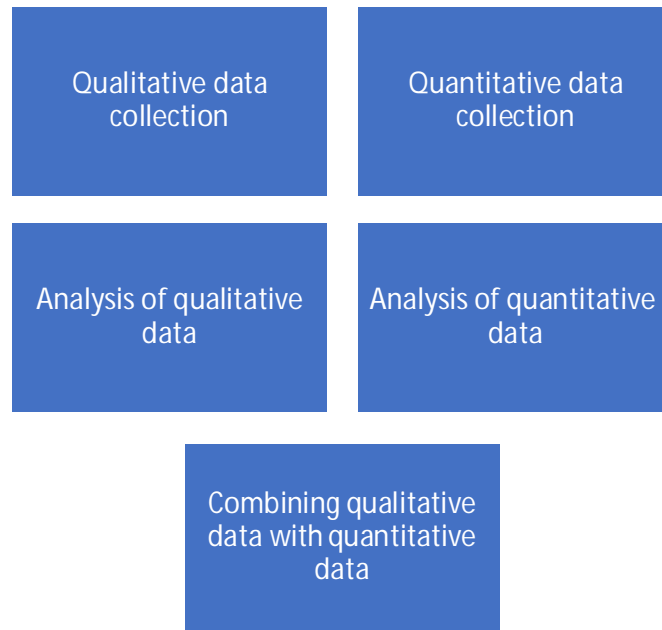 Qualitative data
collection
Quantitative data
collection
Analysis of qualitative
data
Analysis of quantitative
data
Combining qualitative
data with quantitative
data